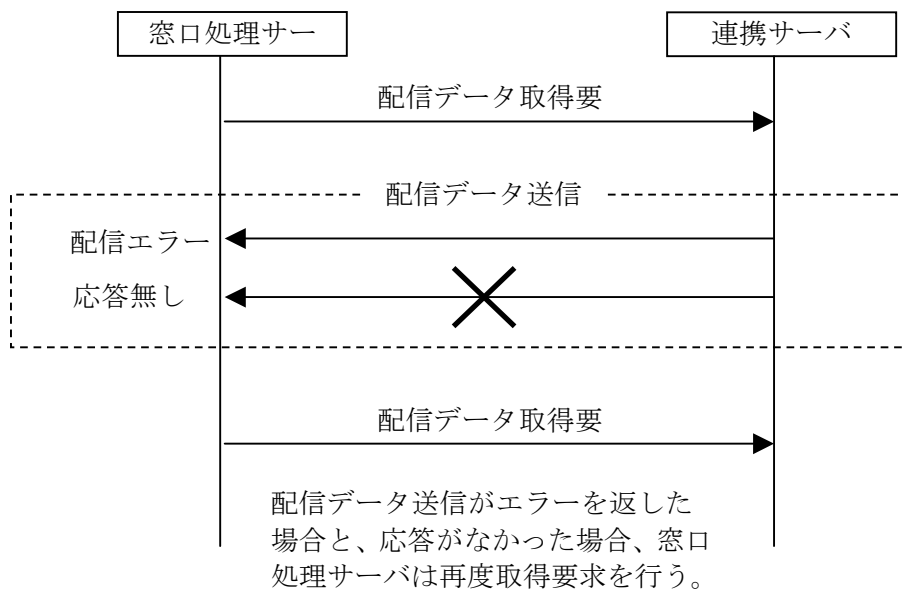 窓口処理サー
連携サーバ
配信データ取得要
配信データ送信
配信エラー
応答無し
配信データ取得要
配信データ送信がエラーを返した
場合と、応答がなかった場合、窓口
処理サーバは再度取得要求を行う。